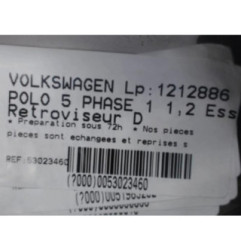 VOLKSWAGEN Lp:1212886
POLO 5 PHASE 1 1,2 Ess
Retroviseur D
* Preparation sous 72h * Nos pieces
pieces sont echangees et reprises s
REF:53023460
(?000)0053023460